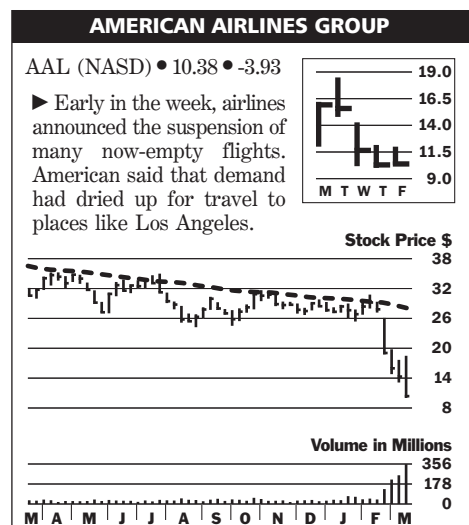 AMERICAN AIRLINES GROUP
AAL (NASD) ● 10.38 ● -3.93
► Early in the week, airlines
announced the suspension of
many now-empty flights.
American said that demand
had dried up for travel to
places like Los Angeles.
19.0
16.5
14.0
11.5
9.0
M T W T F
Stock Price $
38
32
26
20
14
8
Volume in Millions
356
178
0
M A M J J A S O N D J F M